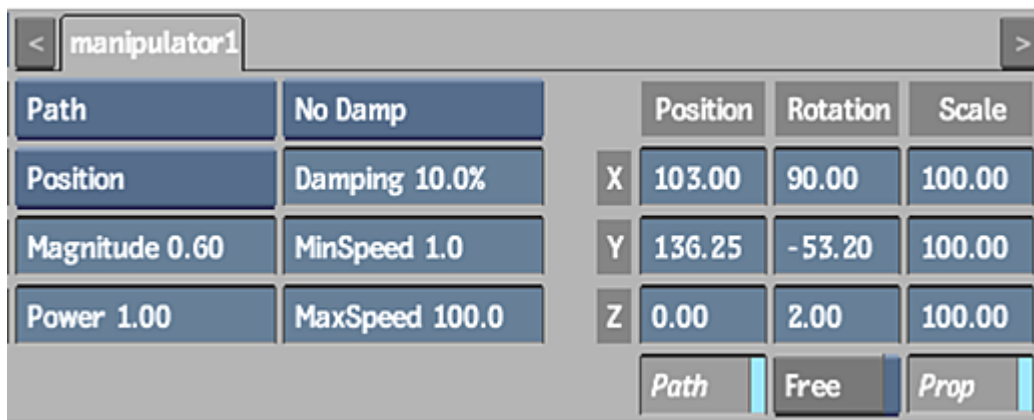 < manipulator1 >
Path No Damp Position Rotation Scale
Position Damping 10.0% X 103.00 90.00 100.00
Magnitude 0.60 MinSpeed 1.0 Y 136.25 -53.20 100.00
Power 1.00 MaxSpeed 100.0 Z 0.00 2.00 100.00
Path Free Prop